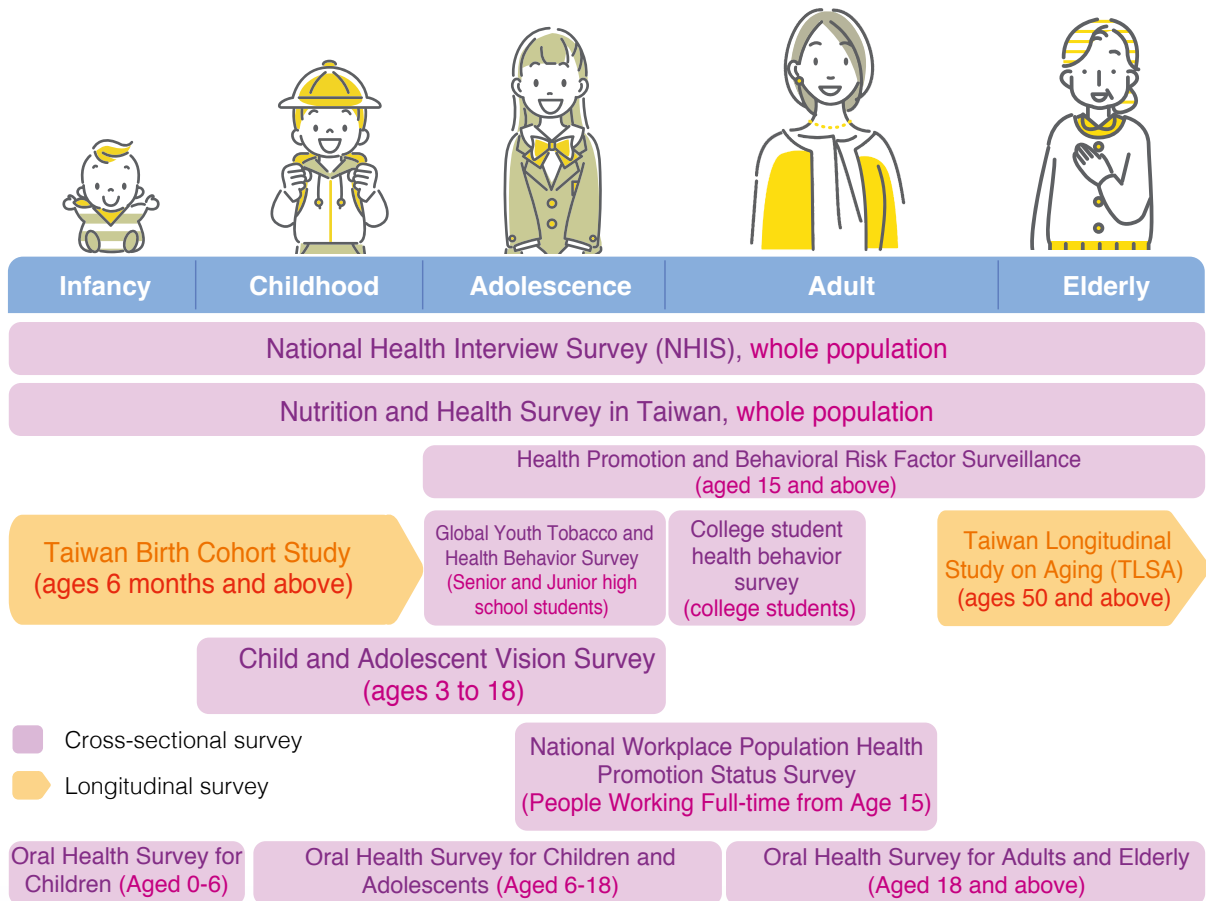 Infancy
Childhood
Adolescence
Adult
Elderly
National Health Interview Survey (NHIS), whole population
Nutrition and Health Survey in Taiwan, whole population
Health Promotion and Behavioral Risk Factor Surveillance
(aged 15 and above)
Taiwan Birth Cohort Study
(ages 6 months and above)
Global Youth Tobacco and
Health Behavior Survey
(Senior and Junior high
school students)
College student
health behavior
survey
(college students)
Taiwan Longitudinal
Study on Aging (TLSA)
(ages 50 and above)
Child and Adolescent Vision Survey
(ages 3 to 18)
Cross-sectional survey
Longitudinal survey
National Workplace Population Health
Promotion Status Survey
(People Working Full-time from Age 15)
Oral Health Survey for
Children (Aged 0-6)
Oral Health Survey for Children and
Adolescents (Aged 6-18)
Oral Health Survey for Adults and Elderly
(Aged 18 and above)